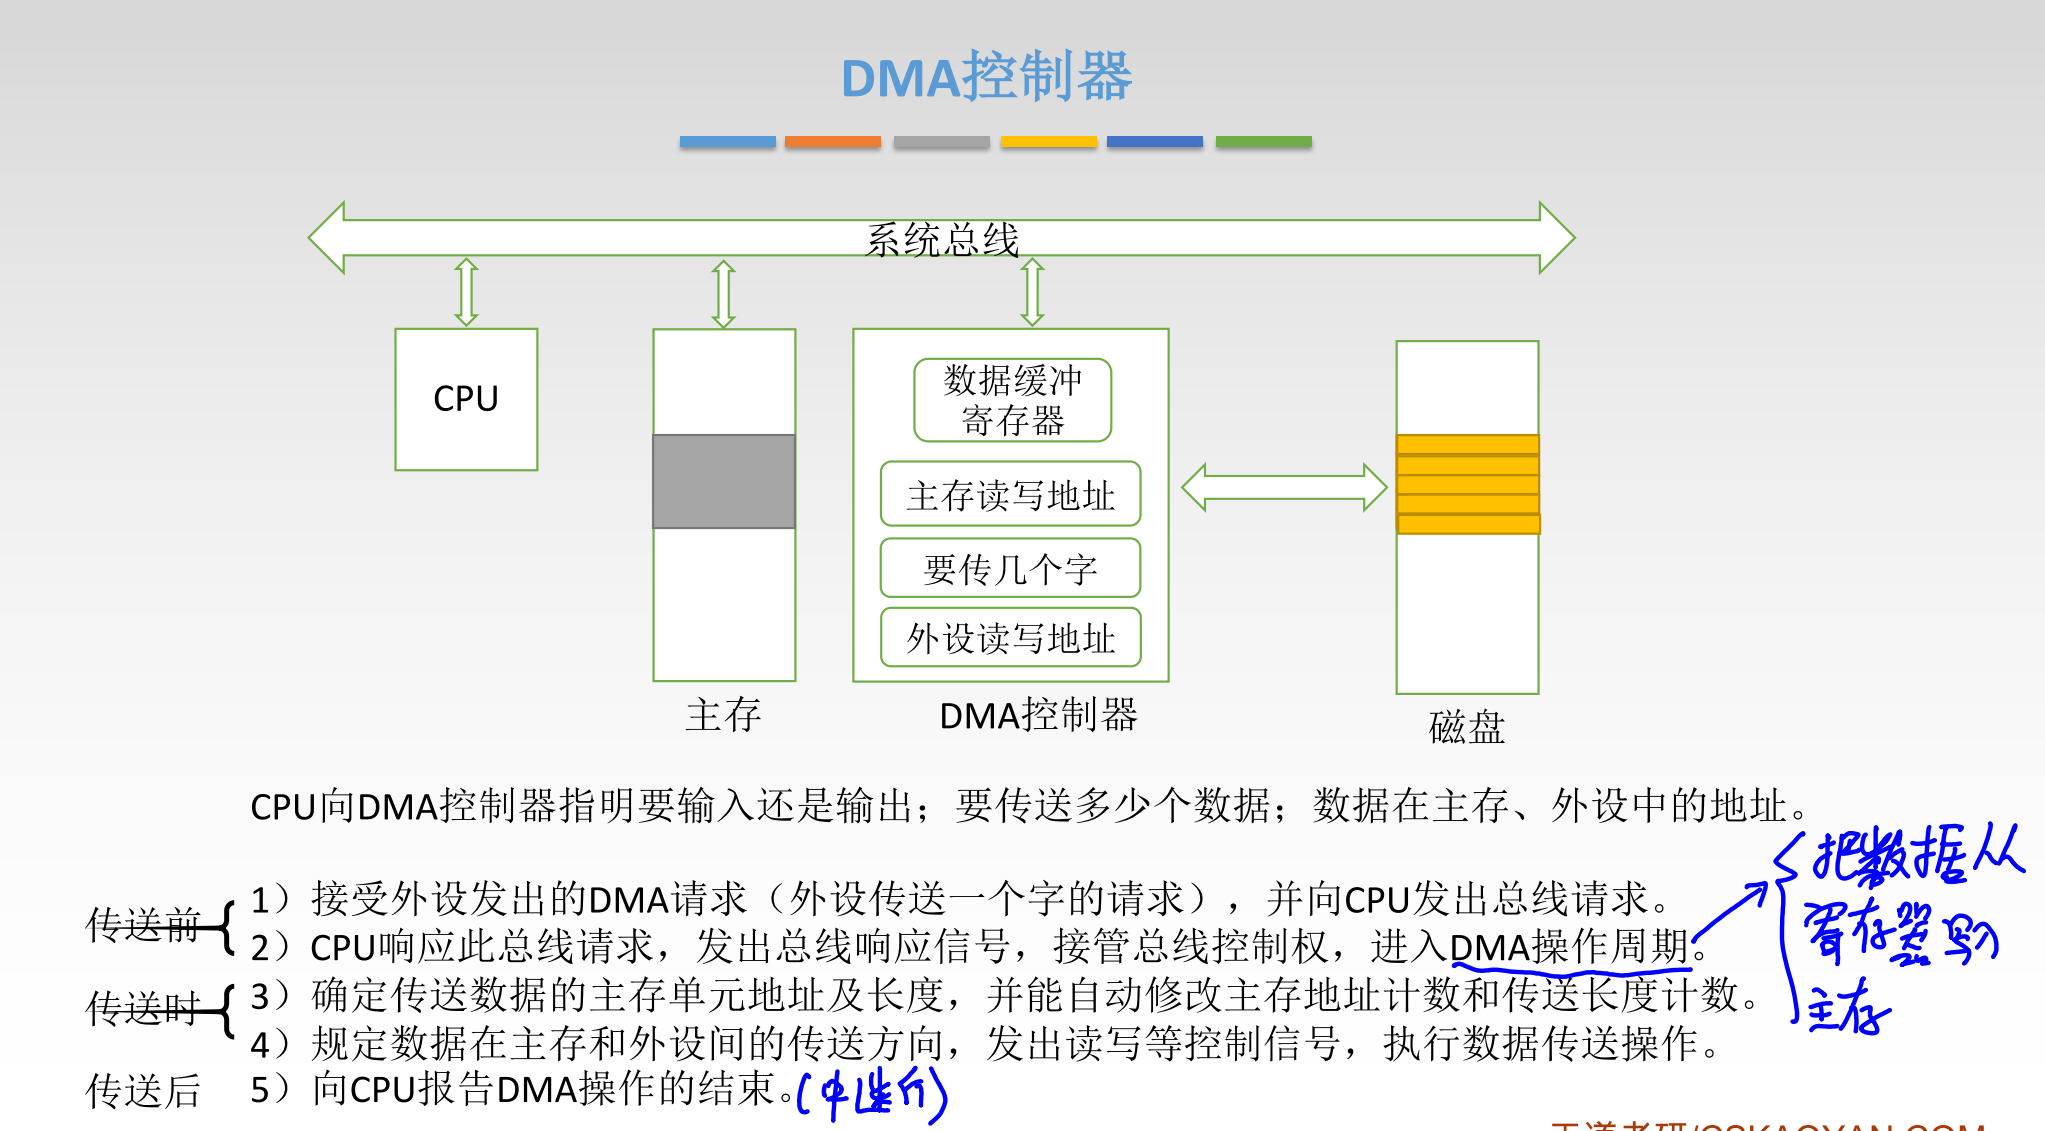 DMA控制器
系统总线
CPU
数据缓冲
寄存器
主存读写地址
要传几个字
外设读写地址
主存
DMA控制器
磁盘
CPU向DMA控制器指明要输入还是输出；要传送多少个数据；数据在主存、外设中的地址。
传送前
1）接受外设发出的DMA请求（外设传送一个字的请求），并向CPU发出总线请求。
2）CPU响应此总线请求，发出总线响应信号，接管总线控制权，进入DMA操作周期。
把数据从
寄存器写入
主存
传送时
3）确定传送数据的主存单元地址及长度，并能自动修改主存地址计数和传送长度计数。
4）规定数据在主存和外设间的传送方向，发出读写等控制信号，执行数据传送操作。
传送后
5）向CPU报告DMA操作的结束。(中断)